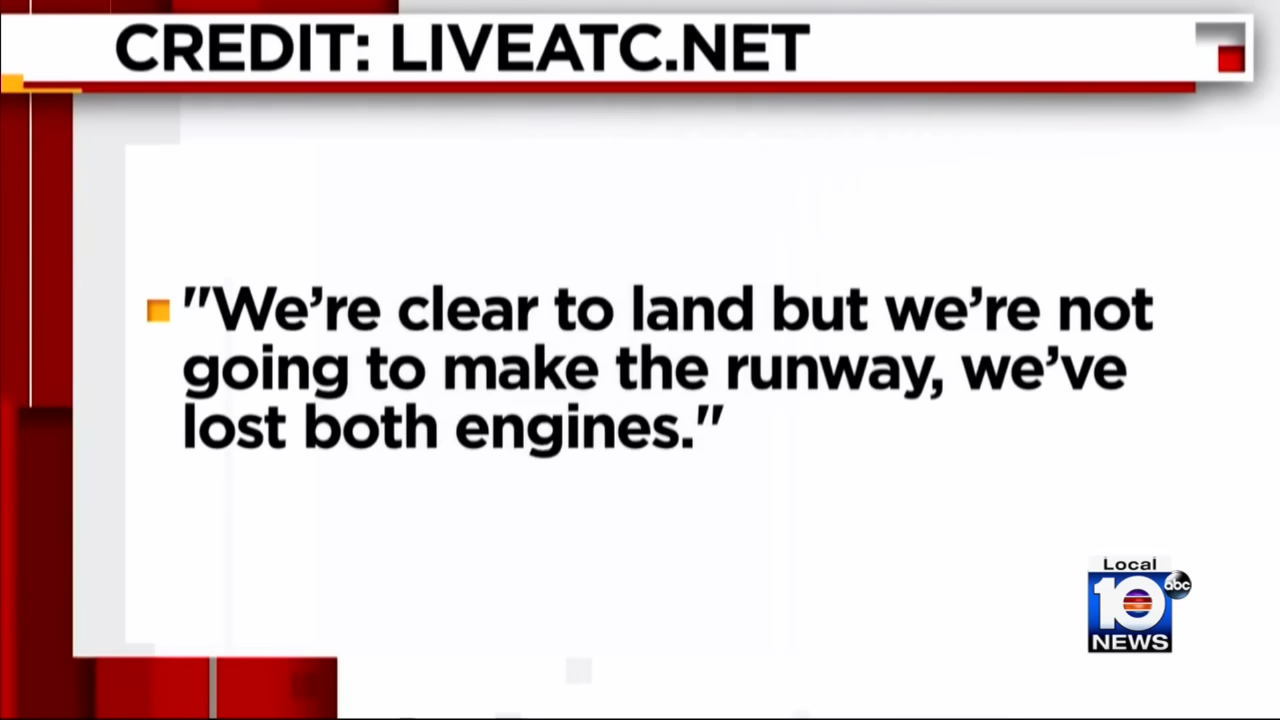 CREDIT: LIVEATC.NET
"We’re clear to land but we’re not
going to make the runway, we’ve
lost both engines."
Local
10 abc
NEWS